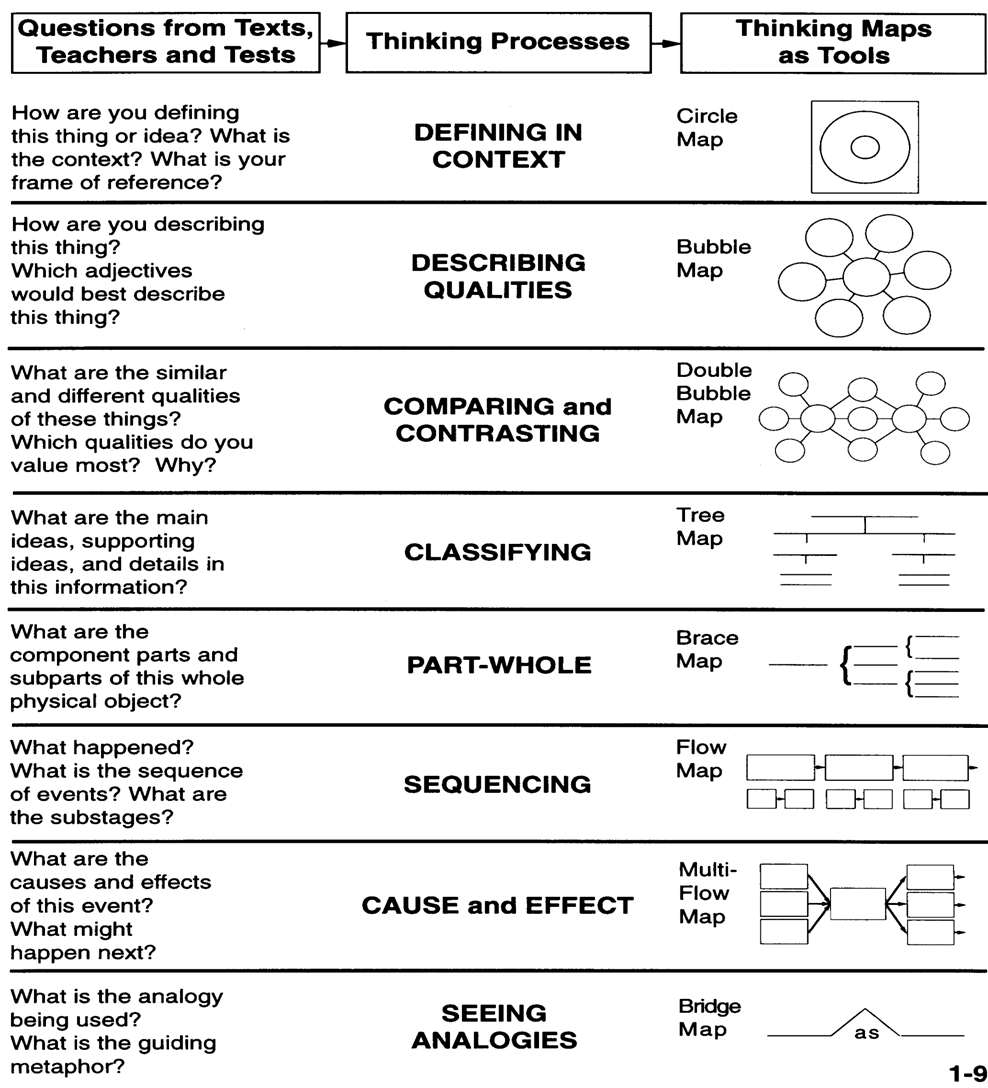 Questions from Texts,
Teachers and Tests
Thinking Processes
Thinking Maps
as Tools
How are you defining
this thing or idea? What is
the context? What is your
frame of reference?
DEFINING IN
CONTEXT
Circle
Map
How are you describing
this thing?
Which adjectives
would best describe
this thing?
DESCRIBING
QUALITIES
Bubble
Map
What are the similar
and different qualities
of these things?
Which qualities do you
value most? Why?
COMPARING and
CONTRASTING
Double
Bubble
Map
What are the main
ideas, supporting
ideas, and details in
this information?
CLASSIFYING
Tree
Map
What are the
component parts and
subparts of this whole
physical object?
PART-WHOLE
Brace
Map
What happened?
What is the sequence
of events? What are
the substages?
SEQUENCING
Flow
Map
What are the
causes and effects
of this event?
What might
happen next?
CAUSE and EFFECT
Multi-
Flow
Map
What is the analogy
being used?
What is the guiding
metaphor?
SEEING
ANALOGIES
Bridge
Map
as
1-9